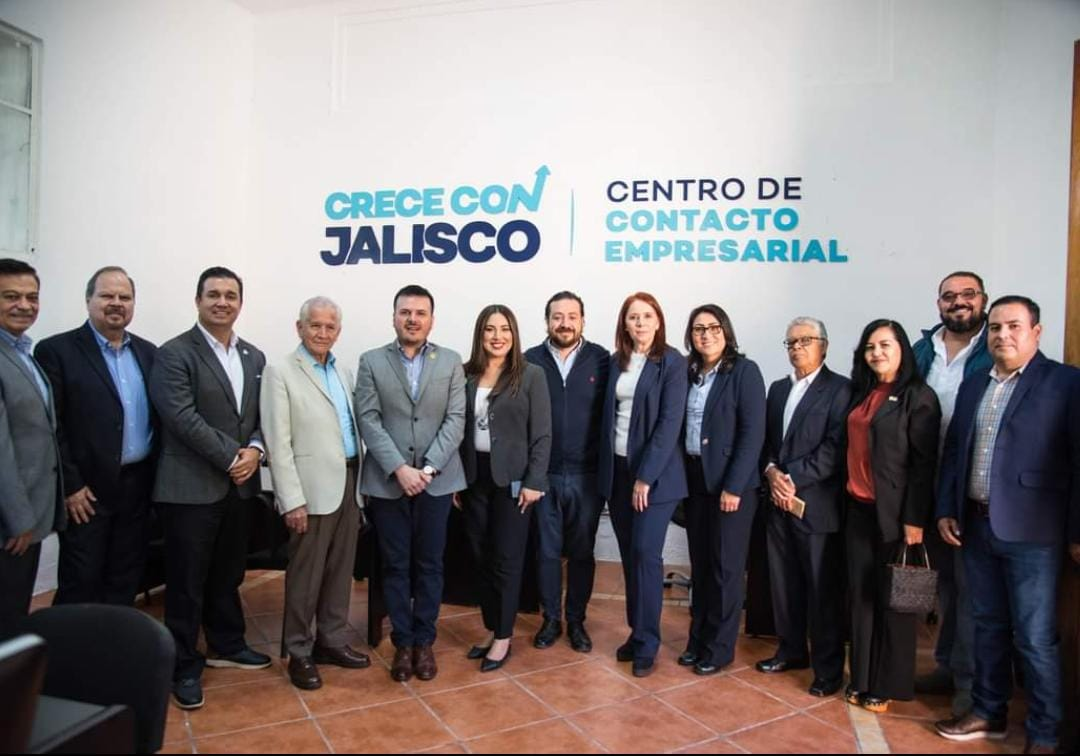 CRECE CON
JALISCO
CENTRO DE
CONTACTO
EMPRESARIAL